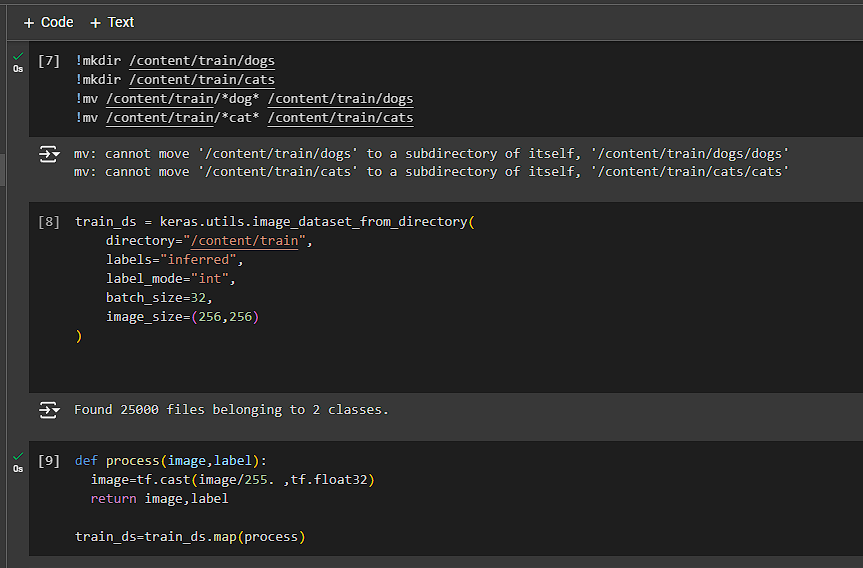 + Code + Text
[7] !mkdir /content/train/dogs
0s !mkdir /content/train/cats
!mv /content/train/*dog* /content/train/dogs
!mv /content/train/*cat* /content/train/cats
mv: cannot move '/content/train/dogs' to a subdirectory of itself, '/content/train/dogs/dogs'
mv: cannot move '/content/train/cats' to a subdirectory of itself, '/content/train/cats/cats'
[8] train_ds = keras.utils.image_dataset_from_directory(
directory="/content/train",
labels="inferred",
label_mode="int",
batch_size=32,
image_size=(256,256)
)
Found 25000 files belonging to 2 classes.
[9] def process(image,label):
0s image=tf.cast(image/255. ,tf.float32)
return image,label
train_ds=train_ds.map(process)